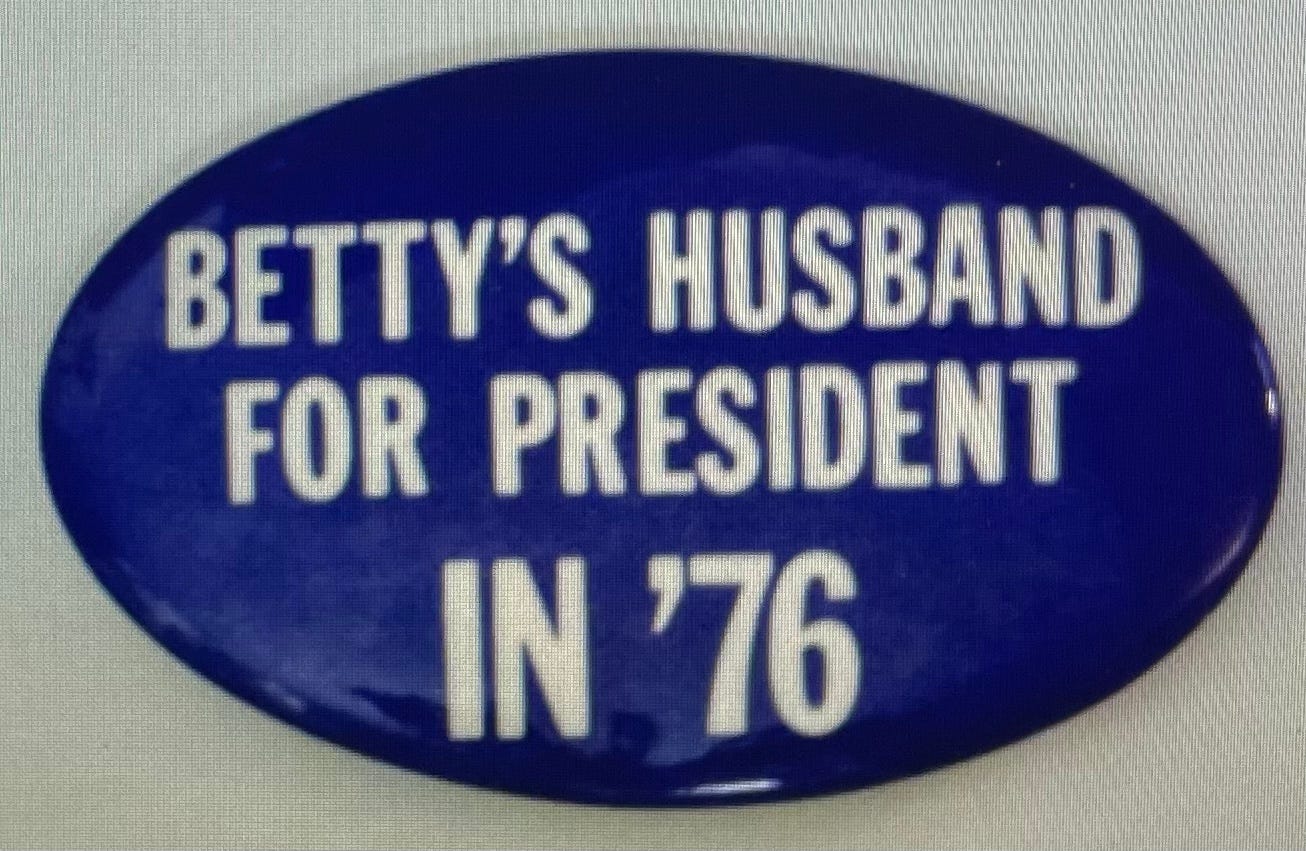 BETTY'S HUSBAND
FOR PRESIDENT
IN '76